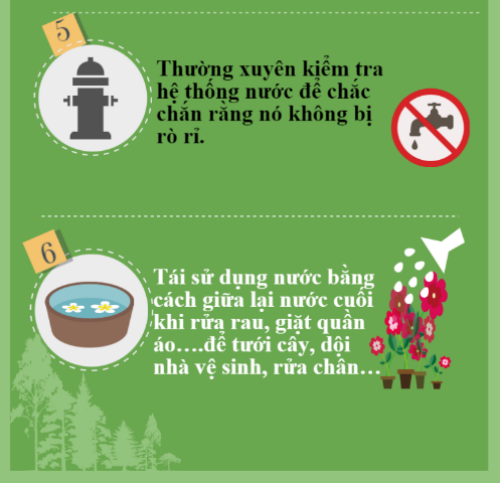 5
Thường xuyên kiểm tra
hệ thống nước để chắc
chắn rằng nó không bị
rò rỉ.
6
Tái sử dụng nước bằng
cách giữa lại nước cuối
khi rửa rau, giặt quần
áo....để tưới cây, dội
nhà vệ sinh, rửa chân...